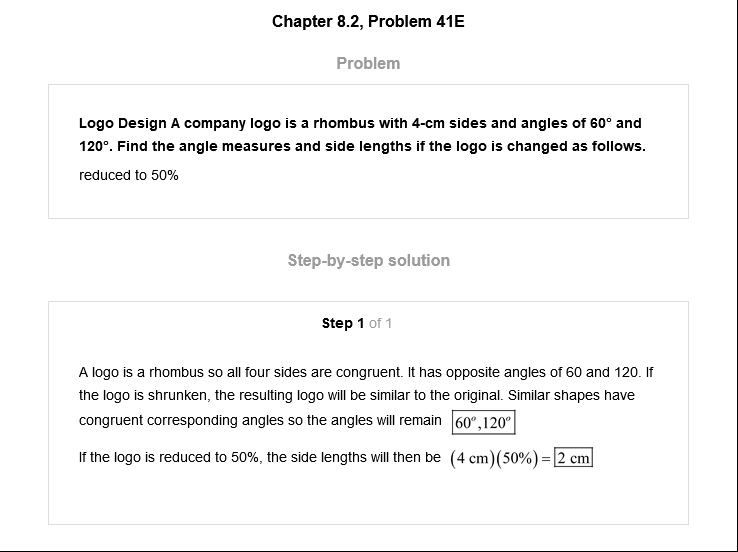 Chapter 8.2, Problem 41E
Problem
Logo Design A company logo is a rhombus with 4-cm sides and angles of 60° and
120°. Find the angle measures and side lengths if the logo is changed as follows.
reduced to 50%
Step-by-step solution
Step 1 of 1
A logo is a rhombus so all four sides are congruent. It has opposite angles of 60 and 120. If
the logo is shrunken, the resulting logo will be similar to the original. Similar shapes have
congruent corresponding angles so the angles will remain 60°,120°
If the logo is reduced to 50%, the side lengths will then be (4 cm)(50%) = 2 cm